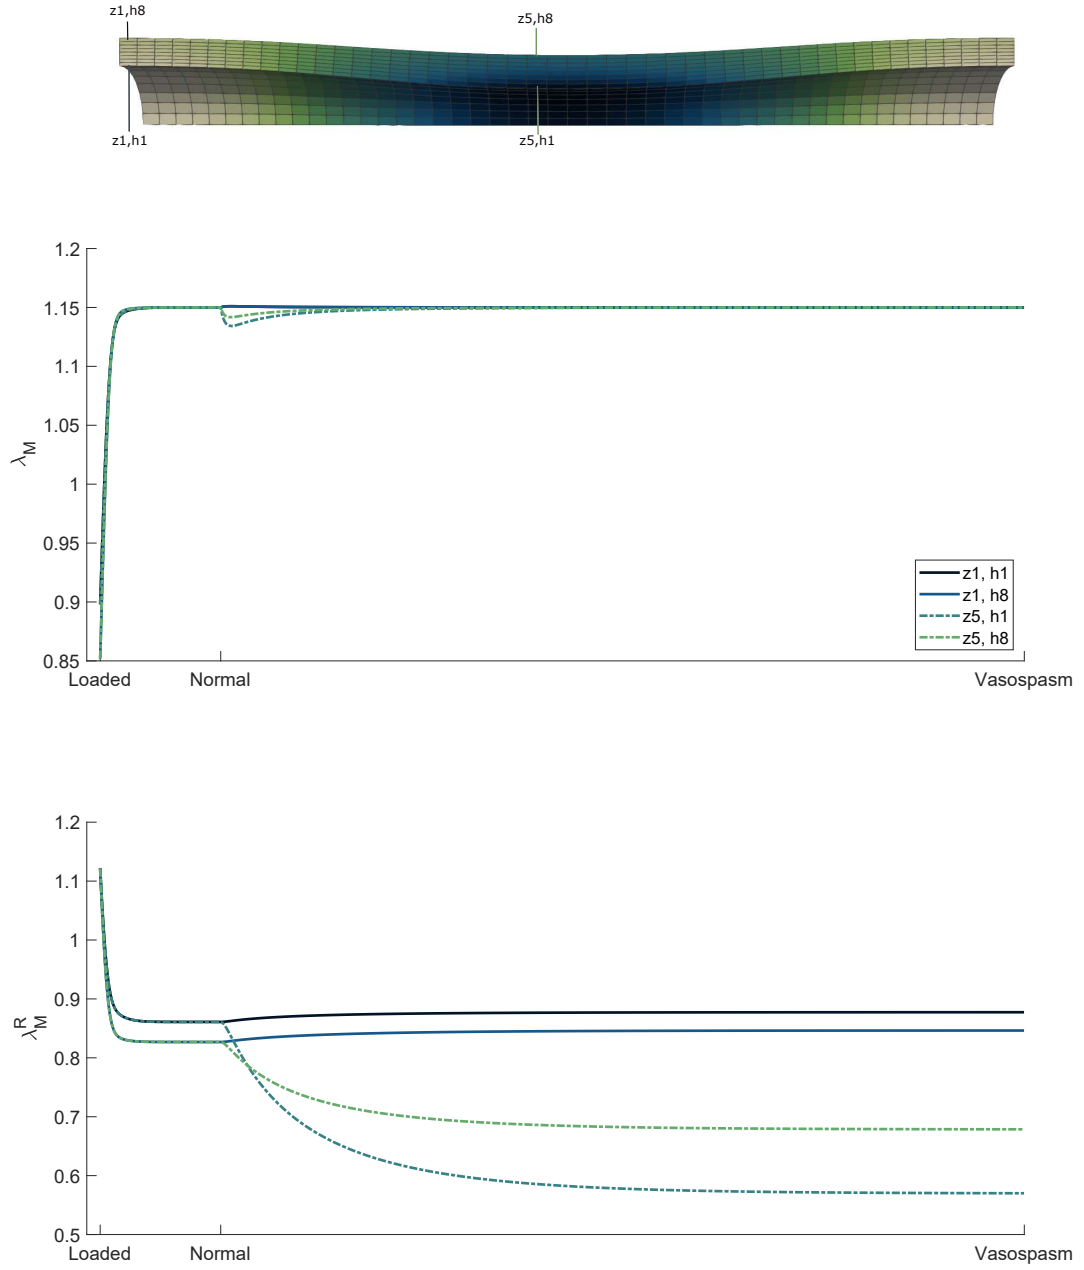 z1,h8
z5,h8
z1,h1
z5,h1
1.2
1.15
1.1
1.05
1
0.95
0.9
0.85
λM
z1, h1
z1, h8
z5, h1
z5, h8
Loaded Normal Vasospasm
1.2
1.1
1
0.9
0.8
0.7
0.6
0.5
λRM
Loaded Normal Vasospasm